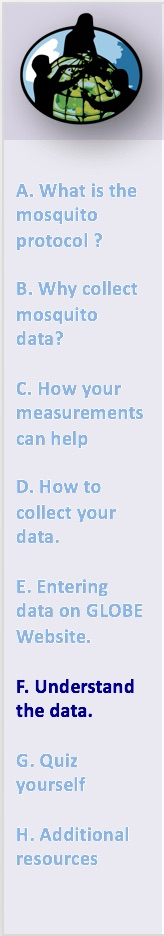 A. What is the
mosquito
protocol ?
B. Why collect
mosquito
data?
C. How your
measurements
can help
D. How to
collect your
data.
E. Entering
data on GLOBE
Website.
F. Understand
the data.
G. Quiz
yourself
H. Additional
resources